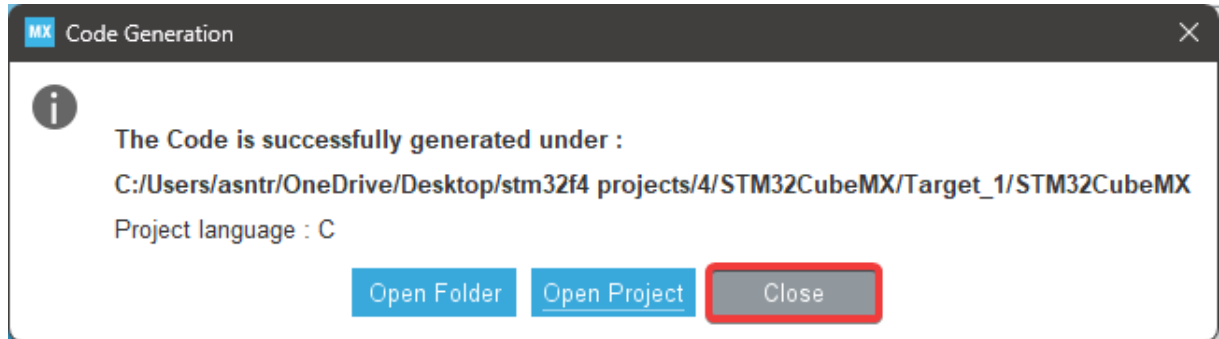 MX Code Generation
The Code is successfully generated under :
C:/Users/asntr/OneDrive/Desktop/stm32f4 projects/4/STM32CubeMX/Target_1/STM32CubeMX
Project language : C
Open Folder Open Project Close